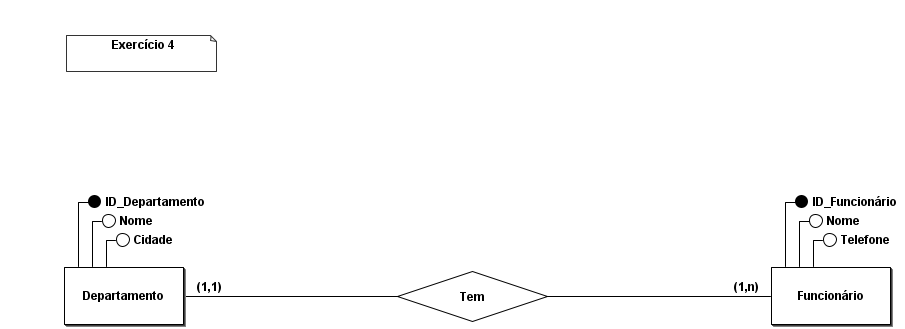 Exercício 4
ID_Departamento
Nome
Cidade
ID_Funcionário
Nome
Telefone
Departamento
(1,1)
Tem
(1,n)
Funcionário